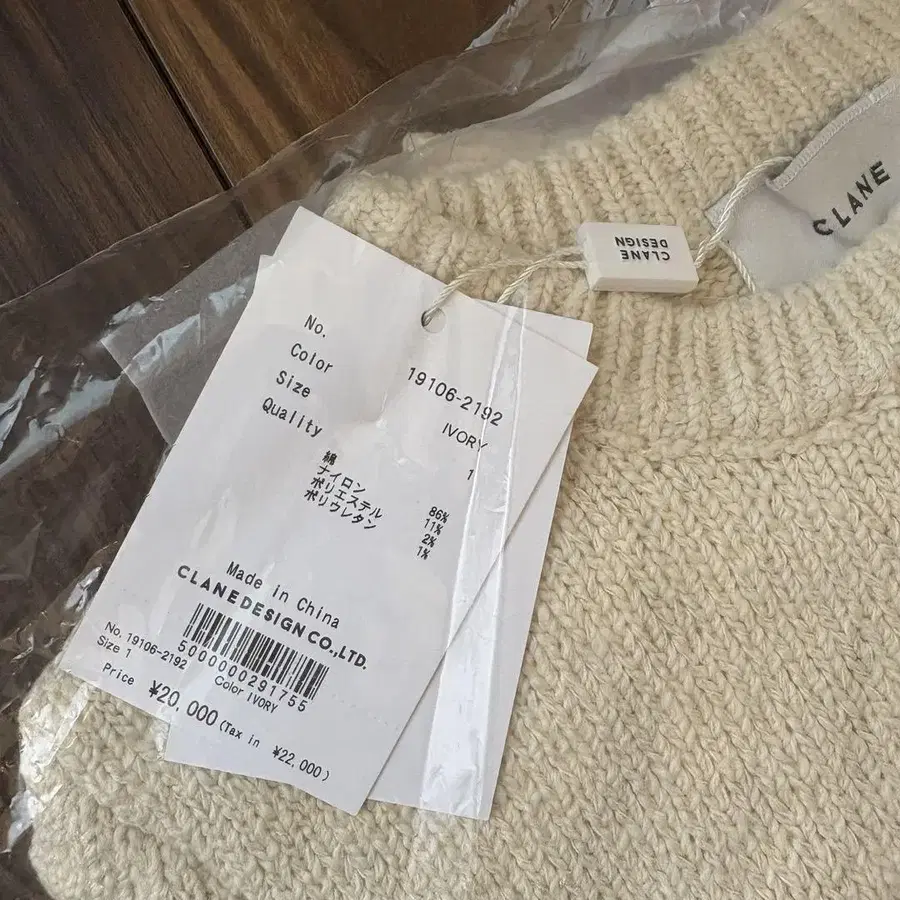 CLANE
CLANE
DESIGN
No. 19106-2192
Color IVORY
Size 1
Quality
綿 86%
ナイロン 11%
ポリエステル 2%
ポリウレタン 1%
Made in China
CLANEDESIGN CO.,LTD.
5000000291755
No. 19106-2192 Color IVORY
Size 1
Price ¥20,000 (Tax in ¥22,000)